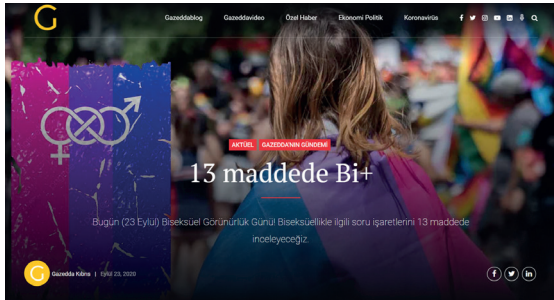 G
Gazeddablog Gazeddavideo Özel Haber Ekonomi Politik Koronavirüs
AKTÜEL GAZEDDA'NIN GÜNDEMİ
13 maddede Bi+
Bugün (23 Eylül) Biseksüel Görünürlük Günü! Biseksüellikle ilgili soru işaretlerini 13 maddede
inceleyeceğiz.
G Gazedda Kıbrıs | Eylül 23, 2020